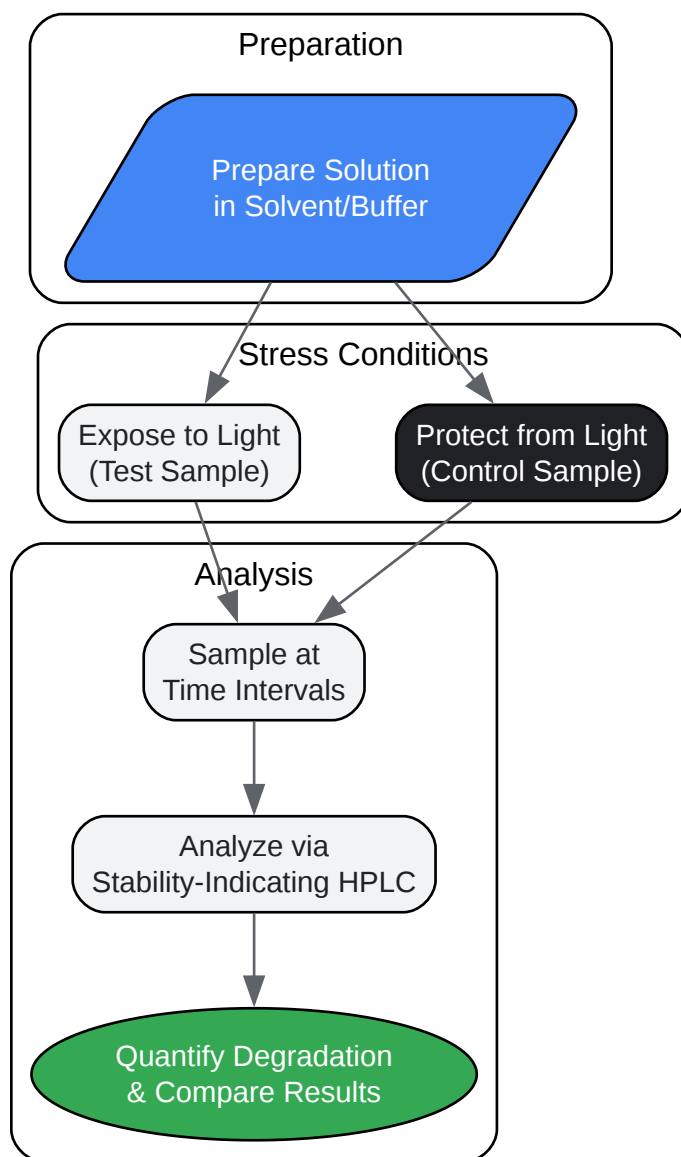 Preparation
Prepare Solution
in Solvent/Buffer
Stress Conditions
Expose to Light
(Test Sample)
Protect from Light
(Control Sample)
Analysis
Sample at
Time Intervals
Analyze via
Stability-Indicating HPLC
Quantify Degradation
& Compare Results